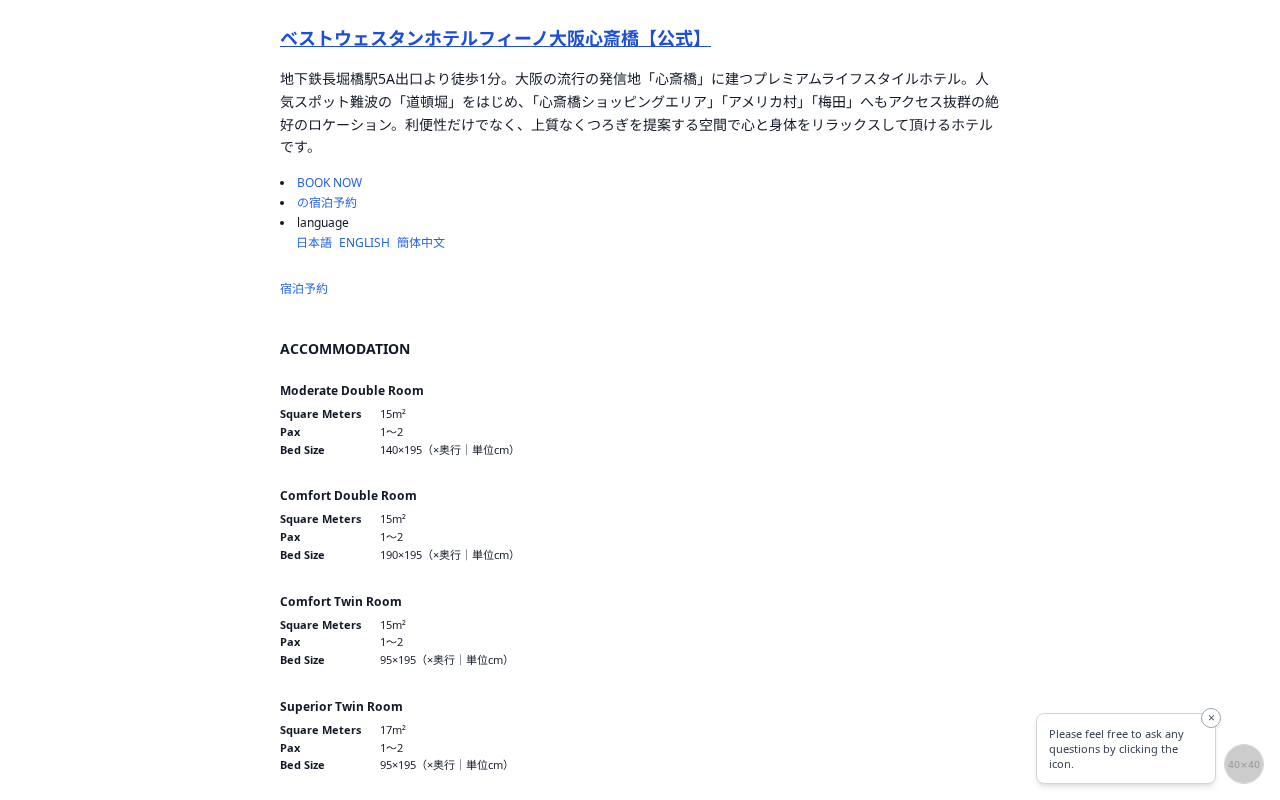 ベストウェスタンホテルフィーノ大阪心斎橋【公式】
地下鉄長堀橋駅5A出口より徒歩1分。大阪の流行の発信地「心斎橋」に建つプレミアムライフスタイルホテル。人
気スポット難波の「道頓堀」をはじめ、「心斎橋ショッピングエリア」「アメリカ村」「梅田」へもアクセス抜群の絶
好のロケーション。利便性だけでなく、上質なくつろぎを提案する空間で心と身体をリラックスして頂けるホテル
です。
• BOOK NOW
• の宿泊予約
• language
日本語 ENGLISH 簡体中文
宿泊予約
ACCOMMODATION
Moderate Double Room
Square Meters 15m²
Pax 1〜2
Bed Size 140×195（×奥行｜単位cm）
Comfort Double Room
Square Meters 15m²
Pax 1〜2
Bed Size 190×195（×奥行｜単位cm）
Comfort Twin Room
Square Meters 15m²
Pax 1〜2
Bed Size 95×195（×奥行｜単位cm）
Superior Twin Room
Square Meters 17m²
Pax 1〜2
Bed Size 95×195（×奥行｜単位cm）
×
Please feel free to ask any
questions by clicking the
icon.
40×40